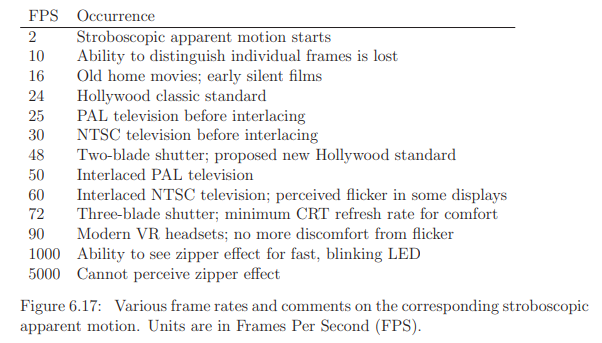 FPS Occurrence
2 Stroboscopic apparent motion starts
10 Ability to distinguish individual frames is lost
16 Old home movies; early silent films
24 Hollywood classic standard
25 PAL television before interlacing
30 NTSC television before interlacing
48 Two-blade shutter; proposed new Hollywood standard
50 Interlaced PAL television
60 Interlaced NTSC television; perceived flicker in some displays
72 Three-blade shutter; minimum CRT refresh rate for comfort
90 Modern VR headsets; no more discomfort from flicker
1000 Ability to see zipper effect for fast, blinking LED
5000 Cannot perceive zipper effect
Figure 6.17: Various frame rates and comments on the corresponding stroboscopic
apparent motion. Units are in Frames Per Second (FPS).